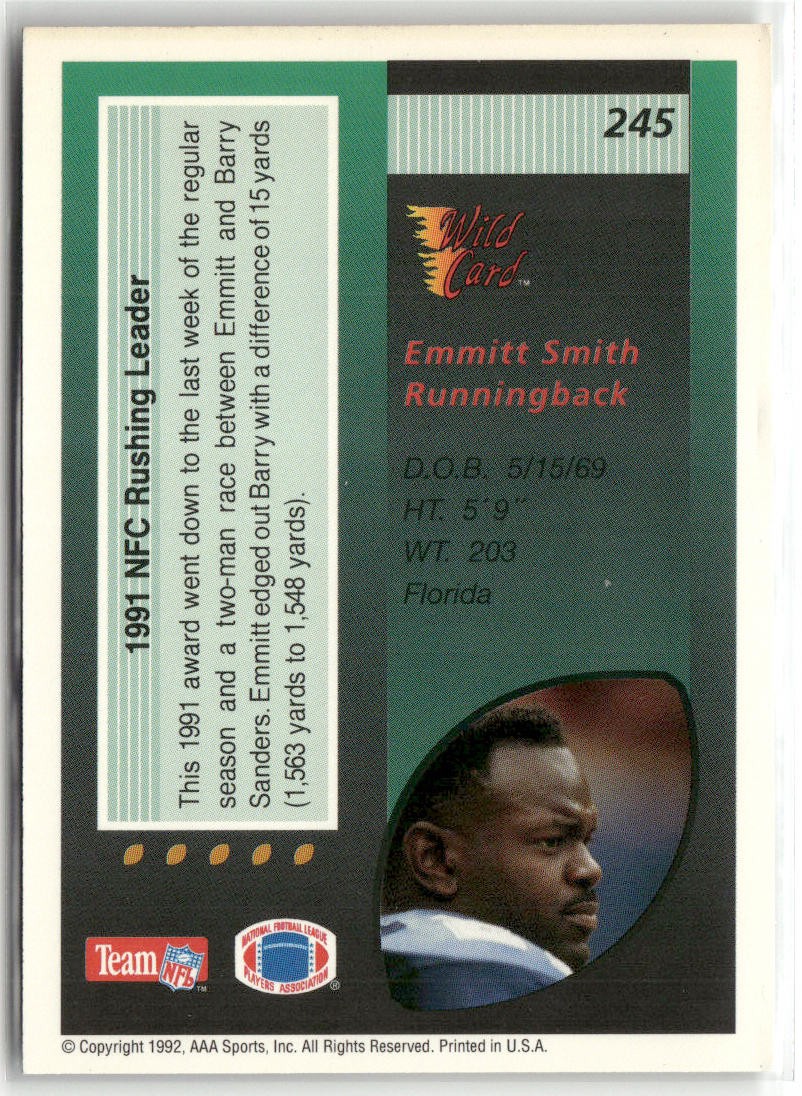 245
Wild
Card™
Emmitt Smith
Runningback
D.O.B. 5/15/69
HT. 5´9˝
WT. 203
Florida
1991 NFC Rushing Leader
This 1991 award went down to the last week of the regular
season and a two-man race between Emmitt and Barry
Sanders. Emmitt edged out Barry with a difference of 15 yards
(1,563 yards to 1,548 yards).
Team NFL™
NATIONAL FOOTBALL LEAGUE
PLAYERS ASSOCIATION®
© Copyright 1992, AAA Sports, Inc. All Rights Reserved. Printed in U.S.A.